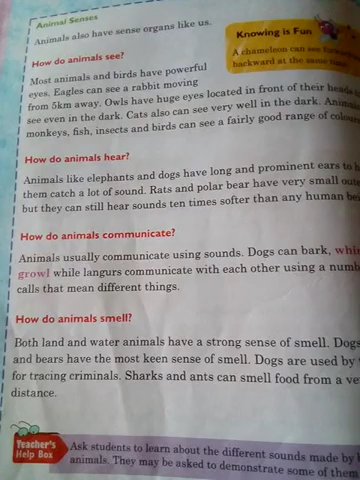 Animal Senses
Animals also have sense organs like us.
Knowing is Fun
A chameleon can see forward
backward at the same time.
How do animals see?
Most animals and birds have powerful
eyes. Eagles can see a rabbit moving
from 5km away. Owls have huge eyes located in front of their heads
see even in the dark. Cats also can see very well in the dark.
monkeys, fish, insects and birds can see a fairly good range of
How do animals hear?
Animals like elephants and dogs have long and prominent ears to
them catch a lot of sound. Rats and polar bear have very small
but they can still hear sounds ten times softer than any human
How do animals communicate?
Animals usually communicate using sounds. Dogs can bark,
growl while langurs communicate with each other using a
calls that mean different things.
How do animals smell?
Both land and water animals have a strong sense of smell. Dogs
and bears have the most keen sense of smell. Dogs are used by
for tracing criminals. Sharks and ants can smell food from a
distance.
Teacher's
Help Box
Ask students to learn about the different sounds made by
animals. They may be asked to demonstrate some of them